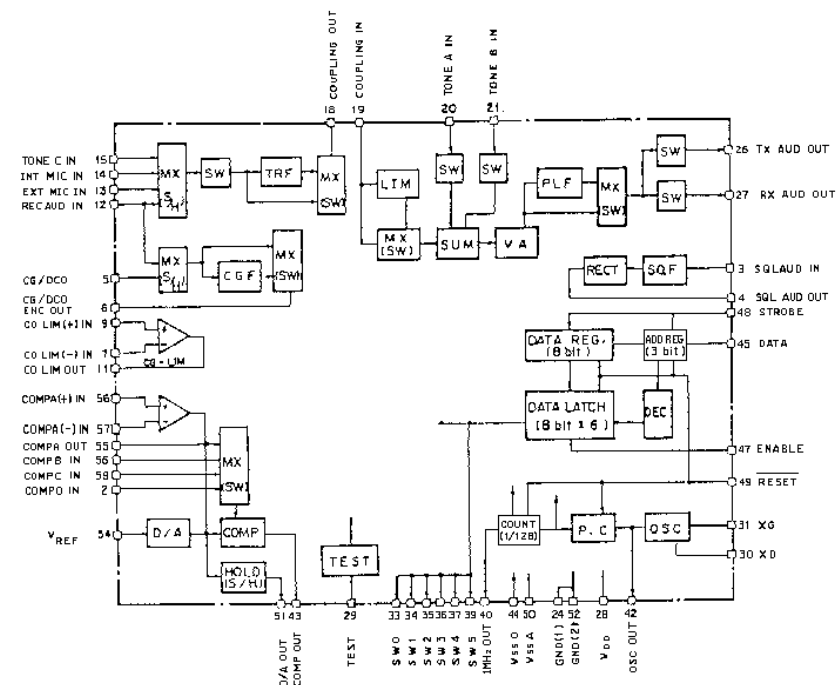 COUPLING OUT
COUPLING IN
TONE A IN
TONE B IN
18
19
20
21
TONE C IN 15
INT MIC IN 14
EXT MIC IN 13
REC AUD IN 12
MX
S/H
SW
TRF
MX
(SW)
LIM
MX
(SW)
SW
SW
SUM
VA
PLF
MX
(SW)
SW
SW
26 TX AUD OUT
27 RX AUD OUT
MX
S/H
CGF
MX
(SW)
CG/DCO 5
CG/DCO
ENC OUT 6
CO LIM(+) IN 9
CO LIM(-) IN 7
CO LIM OUT 11
CG-LIM
RECT
SQF
3 SQLAUD IN
4 SQL AUD OUT
48 STROBE
DATA REG.
(8 bit)
ADD REG
(3 bit)
45 DATA
DATA LATCH
(8 bit x 6)
DEC
47 ENABLE
49 RESET
COMPA(+) IN 56
COMPA(-) IN 57
COMPA OUT 55
COMPB IN 56
COMPC IN 59
COMPO IN 2
MX
(SW)
VREF 54
D/A
COMP
HOLD
(S/H)
TEST
COUNT
(1/128)
P.C
OSC
31 XG
30 XD
51
43
29
33
34
35
36
37
39
40
44
50
24
52
28
42
D/A OUT
COMP OUT
TEST
SW0
SW1
SW2
SW3
SW4
SW5
1MHz OUT
VSSO
VSSA
GND(1)
GND(2)
VDD
OSC OUT